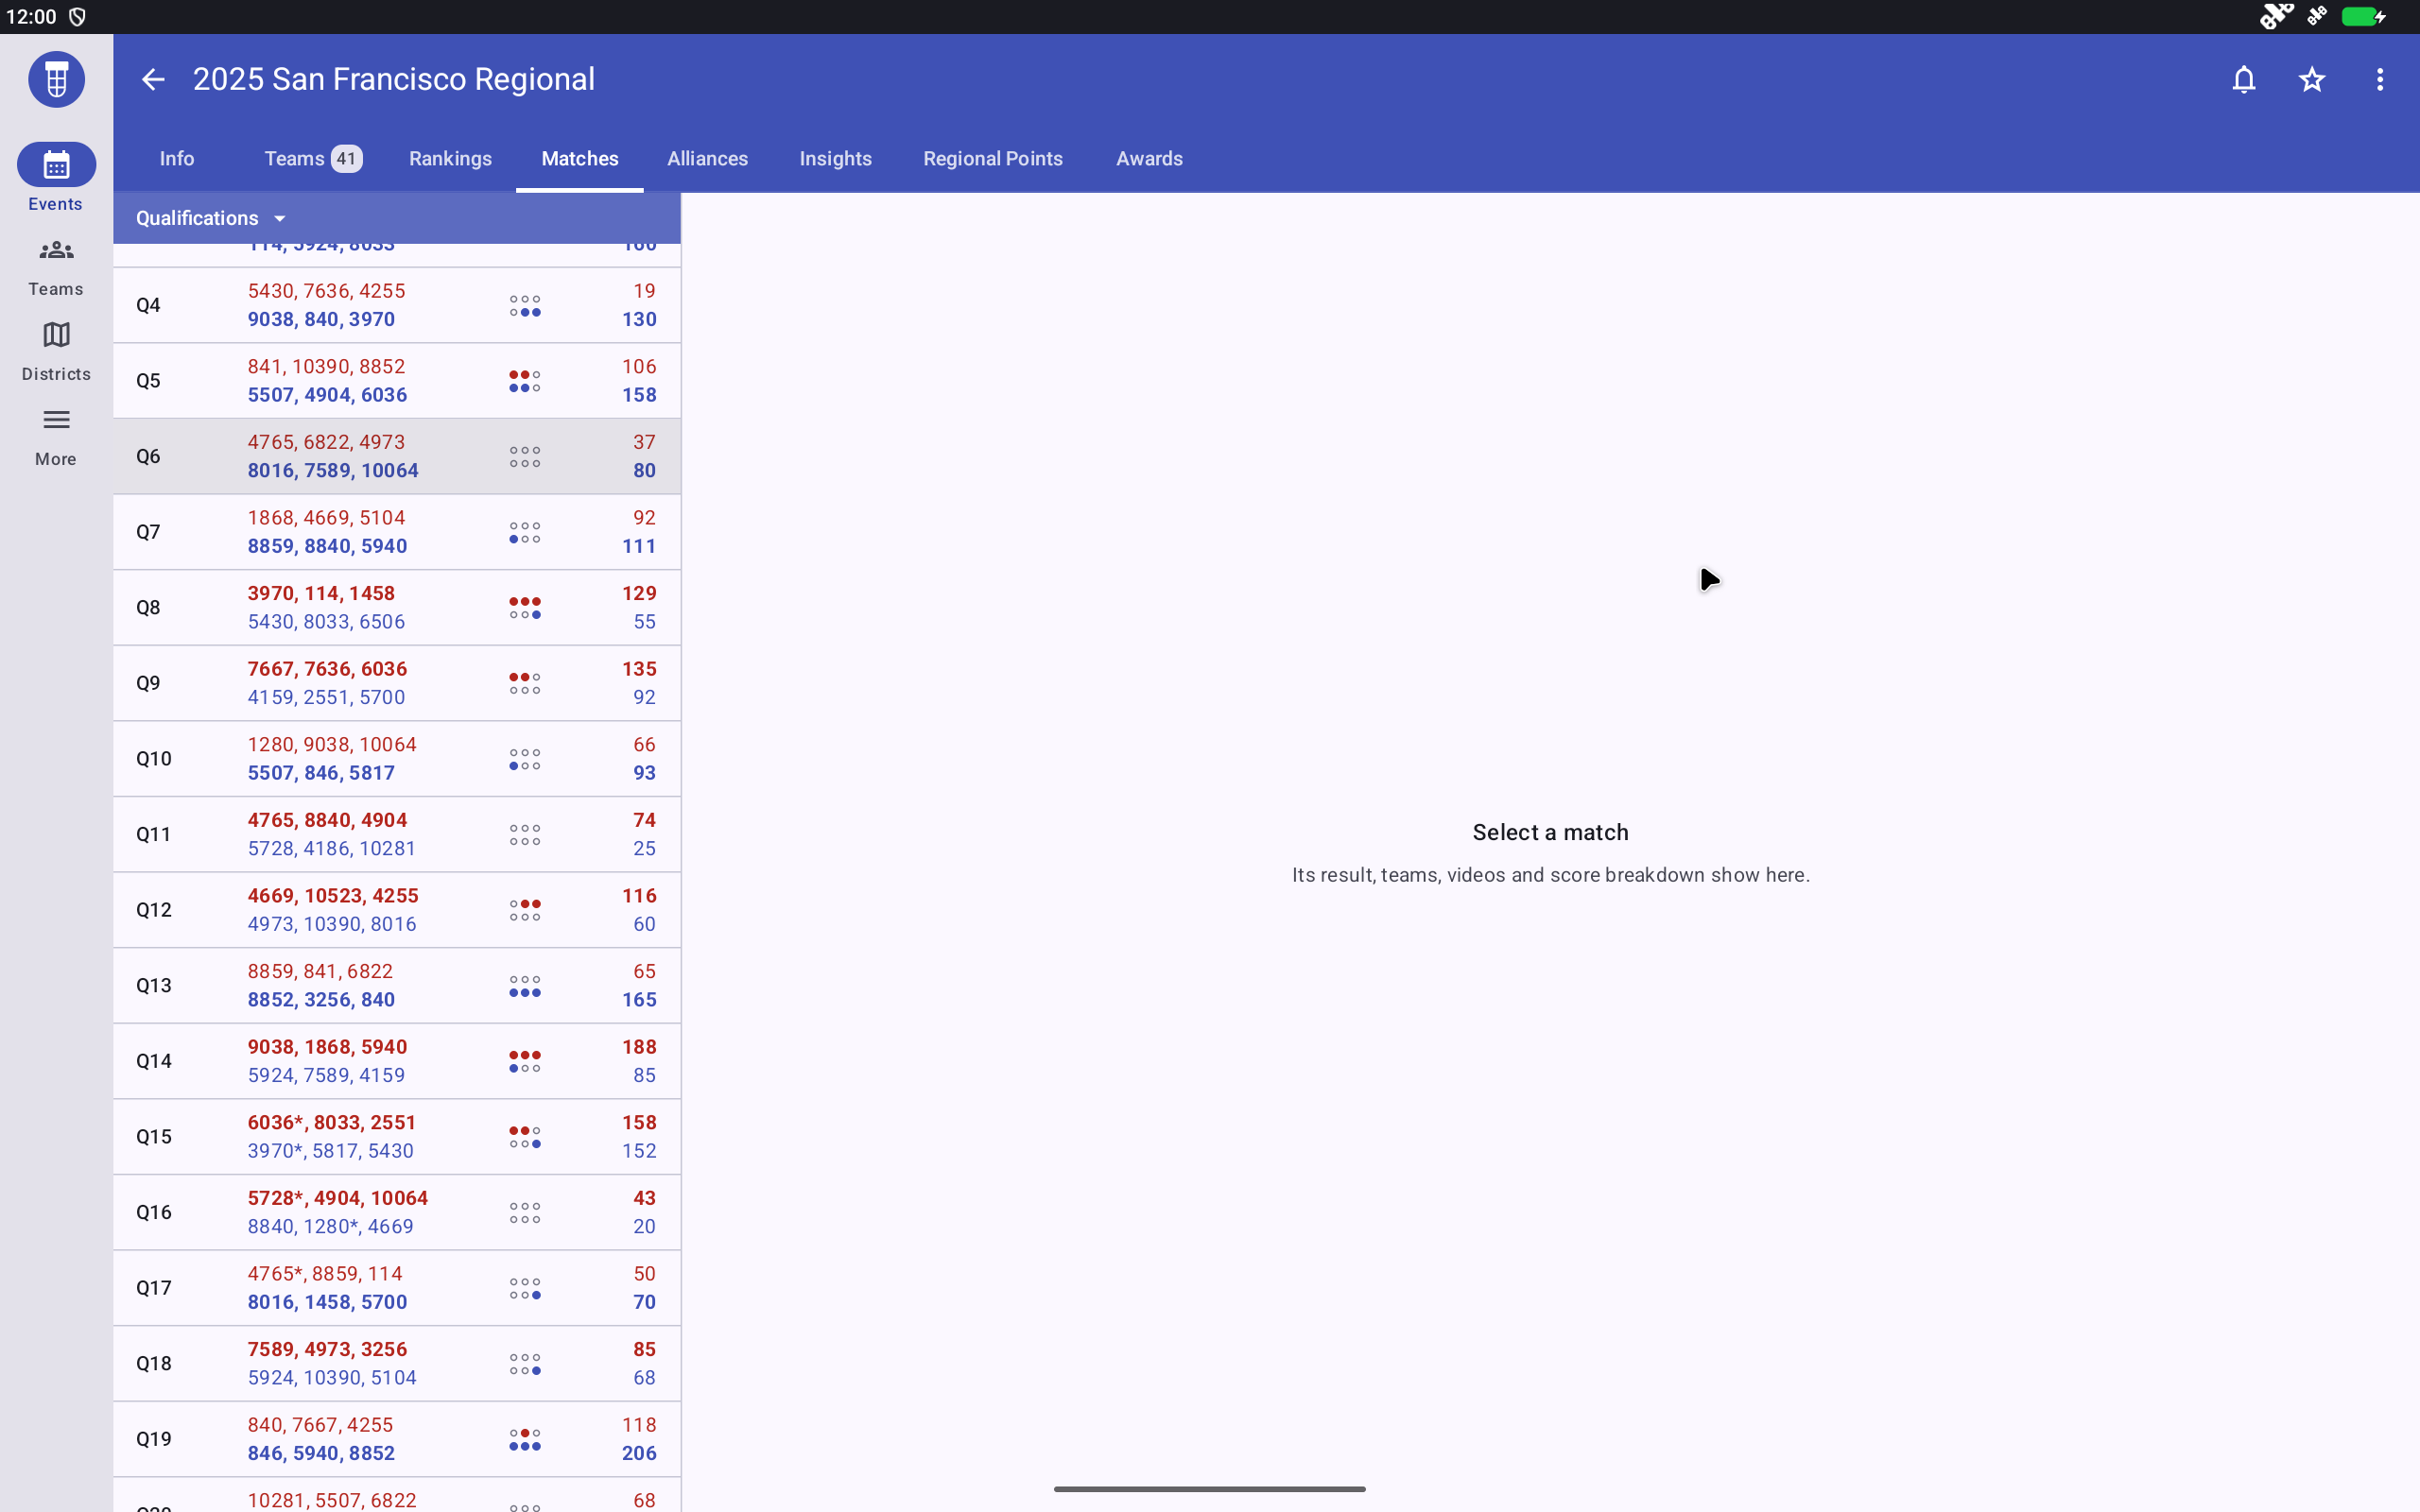 12:00
2025 San Francisco Regional
Info Teams 41 Rankings Matches Alliances Insights Regional Points Awards
Events
Teams
Districts
More
Qualifications
114, 5924, 8033 160
Q4
5430, 7636, 4255 19
9038, 840, 3970 130
Q5
841, 10390, 8852 106
5507, 4904, 6036 158
Q6
4765, 6822, 4973 37
8016, 7589, 10064 80
Q7
1868, 4669, 5104 92
8859, 8840, 5940 111
Q8
3970, 114, 1458 129
5430, 8033, 6506 55
Q9
7667, 7636, 6036 135
4159, 2551, 5700 92
Q10
1280, 9038, 10064 66
5507, 846, 5817 93
Q11
4765, 8840, 4904 74
5728, 4186, 10281 25
Q12
4669, 10523, 4255 116
4973, 10390, 8016 60
Q13
8859, 841, 6822 65
8852, 3256, 840 165
Q14
9038, 1868, 5940 188
5924, 7589, 4159 85
Q15
6036*, 8033, 2551 158
3970*, 5817, 5430 152
Q16
5728*, 4904, 10064 43
8840, 1280*, 4669 20
Q17
4765*, 8859, 114 50
8016, 1458, 5700 70
Q18
7589, 4973, 3256 85
5924, 10390, 5104 68
Q19
840, 7667, 4255 118
846, 5940, 8852 206
10281, 5507, 6822 68
Select a match
Its result, teams, videos and score breakdown show here.